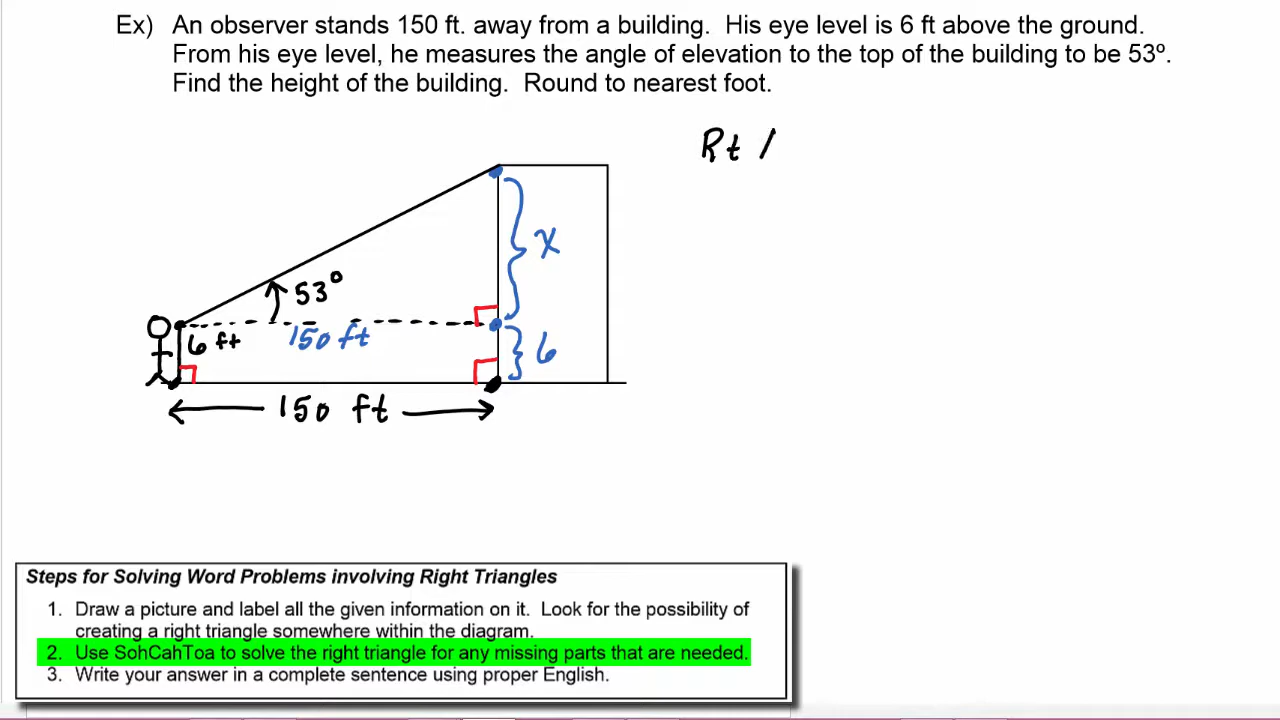 Ex) An observer stands 150 ft. away from a building. His eye level is 6 ft above the ground.
From his eye level, he measures the angle of elevation to the top of the building to be 53º.
Find the height of the building. Round to nearest foot.
Rt /
x
53°
150 ft
6 ft
6
150 ft
Steps for Solving Word Problems involving Right Triangles
1. Draw a picture and label all the given information on it. Look for the possibility of
creating a right triangle somewhere within the diagram.
2. Use SohCahToa to solve the right triangle for any missing parts that are needed.
3. Write your answer in a complete sentence using proper English.